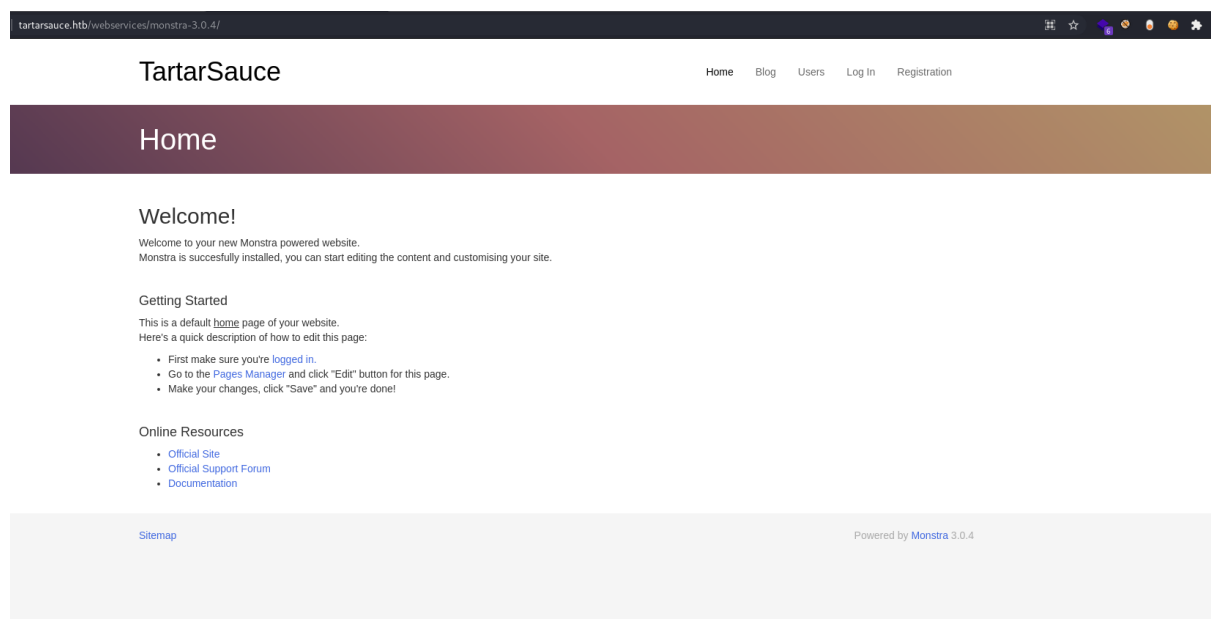 tartarsauce.htb/webservices/monstra-3.0.4/
6
TartarSauce
Home Blog Users Log In Registration
Home
Welcome!
Welcome to your new Monstra powered website.
Monstra is succesfully installed, you can start editing the content and customising your site.
Getting Started
This is a default home page of your website.
Here's a quick description of how to edit this page:
• First make sure you're logged in.
• Go to the Pages Manager and click "Edit" button for this page.
• Make your changes, click "Save" and you're done!
Online Resources
• Official Site
• Official Support Forum
• Documentation
Sitemap
Powered by Monstra 3.0.4